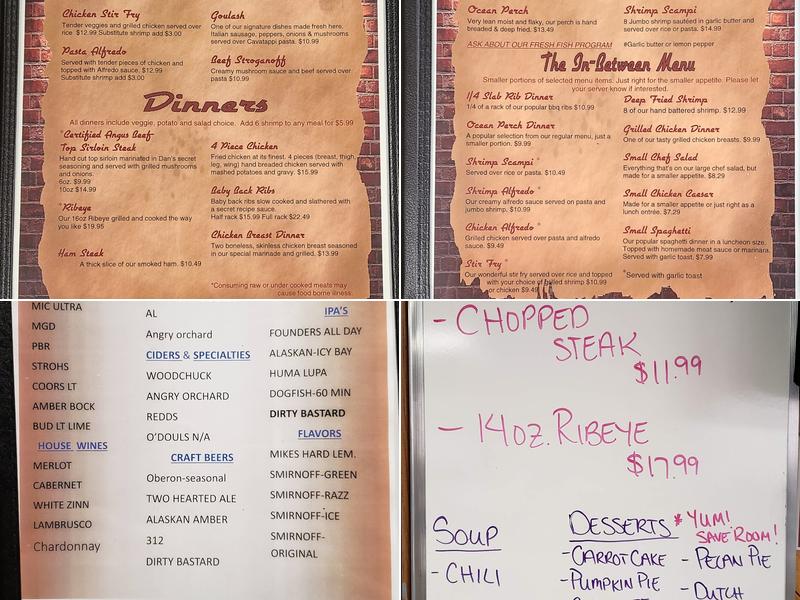 Chicken Stir Fry
Tender veggies and grilled chicken served over
rice $12.99 Substitute shrimp add $3.00
Pasta Alfredo
Served with tender pieces of chicken and
topped with Alfredo sauce. $12.99
Substitute shrimp add $3.00
Goulash
One of our signature dishes made fresh here,
Italian sausage, peppers, onions & mushrooms
served over Cavatappi pasta. $10.99
Beef Stroganoff
Creamy mushroom sauce and beef served over
pasta $10.99
Dinners
All dinners include veggie, potato and salad choice. Add 6 shrimp to any meal for $5.99
*Certified Angus Beef
Top Sirloin Steak
Hand cut top sirloin marinated in Dan's secret
seasoning and served with grilled mushrooms
and onions.
6oz. $9.99
10oz $14.99
*Ribeye
Our 16oz Ribeye grilled and cooked the way
you like $19.95
Ham Steak
A thick slice of our smoked ham. $10.49
4 Piece Chicken
Fried chicken at its finest. 4 pieces (breast, thigh,
leg, wing) hand breaded chicken served with
mashed potatoes and gravy. $15.99
Baby Back Ribs
Baby back ribs slow cooked and slathered with
a secret recipe sauce.
Half rack $15.99 Full rack $22.49
Chicken Breast Dinner
Two boneless, skinless chicken breast seasoned
in our special marinade and grilled. $13.99
*Consuming raw or under cooked meats may
cause food borne illness.
Ocean Perch
Very lean moist and flaky, our perch is hand
breaded & deep fried. $13.49
Shrimp Scampi
8 Jumbo shrimp sautéed in garlic butter and
served over rice or pasta. $14.99
ASK ABOUT OUR FRESH FISH PROGRAM
#Garlic butter or lemon pepper
The In-Between Menu
Smaller portions of selected menu items. Just right for the smaller appetite. Please let
your server know if interested.
1/4 Slab Rib Dinner
1/4 of a rack of our popular bbq ribs $10.99
Ocean Perch Dinner
A popular selection from our regular menu, just a
smaller portion. $9.99
Shrimp Scampi *
Served over rice or pasta. $10.49
Shrimp Alfredo *
Our creamy alfredo sauce served on pasta and
jumbo shrimp, $10.99
Chicken Alfredo *
Grilled chicken served over pasta and alfredo
sauce. $9.49
Stir Fry *
Our wonderful stir fry served over rice and topped
with your choice of grilled shrimp $10.99
or chicken $9.49
Deep Fried Shrimp
8 of our hand battered shrimp. $12.99
Grilled Chicken Dinner
One of our tasty grilled chicken breasts. $9.99
Small Chef Salad
Everything that's on our large chef salad, but
made for a smaller appetite. $8.29
Small Chicken Caesar
Made for a smaller appetite or just right as a
lunch entrée. $7.29
Small Spaghetti
Our popular spaghetti dinner in a luncheon size.
Topped with homemade meat sauce or marinara.
Served with garlic toast. $7.99
*Served with garlic toast
MIC ULTRA
MGD
PBR
STROHS
COORS LT
AMBER BOCK
BUD LT LIME
HOUSE WINES
MERLOT
CABERNET
WHITE ZINN
LAMBRUSCO
Chardonnay
AL
Angry orchard
CIDERS & SPECIALTIES
WOODCHUCK
ANGRY ORCHARD
REDDS
O'DOULS N/A
CRAFT BEERS
Oberon-seasonal
TWO HEARTED ALE
ALASKAN AMBER
312
DIRTY BASTARD
IPA'S
FOUNDERS ALL DAY
ALASKAN-ICY BAY
HUMA LUPA
DOGFISH-60 MIN
DIRTY BASTARD
FLAVORS
MIKES HARD LEM.
SMIRNOFF-GREEN
SMIRNOFF-RAZZ
SMIRNOFF-ICE
SMIRNOFF-
ORIGINAL
- CHOPPED
STEAK
$11.99
- 14oz. RIBEYE
$17.99
SOUP
- CHILI
DESSERTS * YUM!
SAVE ROOM!
- CARROT CAKE
- PUMPKIN PIE
- PECAN PIE
- DUTCH